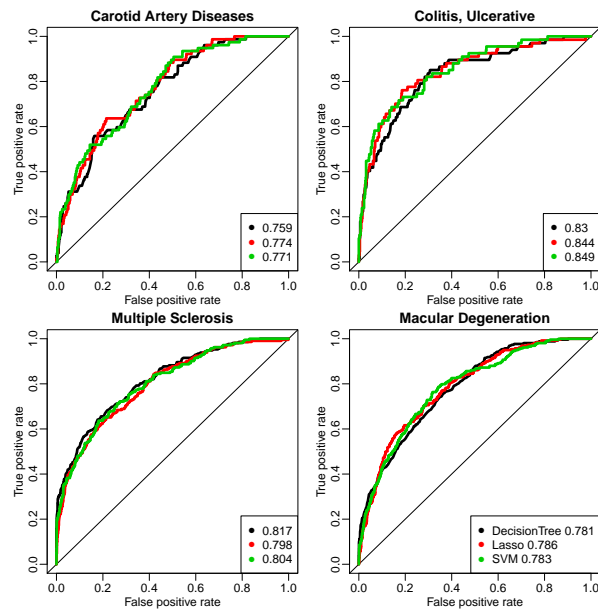 Carotid Artery Diseases
True positive rate
0.0 0.2 0.4 0.6 0.8 1.0
0.759
0.774
0.771
0.0 0.2 0.4 0.6 0.8 1.0
False positive rate
Colitis, Ulcerative
True positive rate
0.0 0.2 0.4 0.6 0.8 1.0
0.83
0.844
0.849
0.0 0.2 0.4 0.6 0.8 1.0
False positive rate
Multiple Sclerosis
True positive rate
0.0 0.2 0.4 0.6 0.8 1.0
0.817
0.798
0.804
0.0 0.2 0.4 0.6 0.8 1.0
False positive rate
Macular Degeneration
True positive rate
0.0 0.2 0.4 0.6 0.8 1.0
DecisionTree 0.781
Lasso 0.786
SVM 0.783
0.0 0.2 0.4 0.6 0.8 1.0
False positive rate